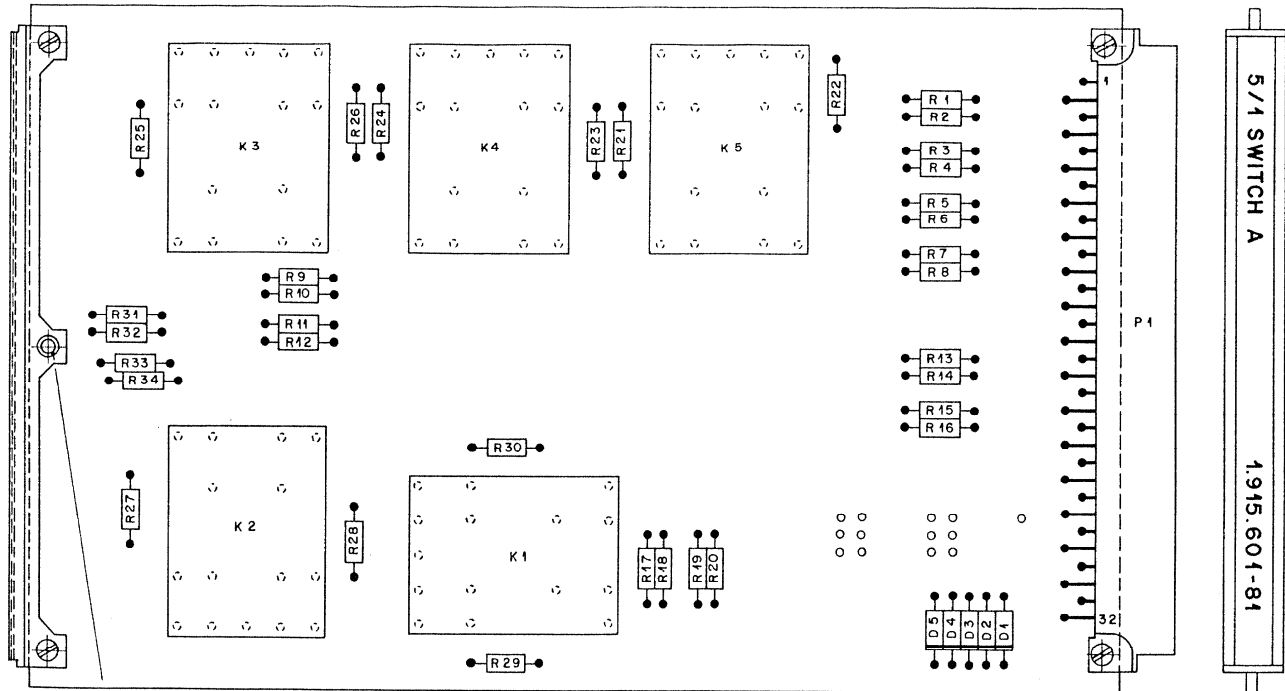 R25
K3
R26
R24
K4
R23
R21
K5
R22
R1
R2
R3
R4
R5
R6
R7
R8
1
R9
R10
R11
R12
R31
R32
R33
R34
P1
R13
R14
R15
R16
R30
R27
K2
R28
K1
R17
R18
R19
R20
R29
D5
D4
D3
D2
D1
32
5/1 SWITCH A
1.915.601-81